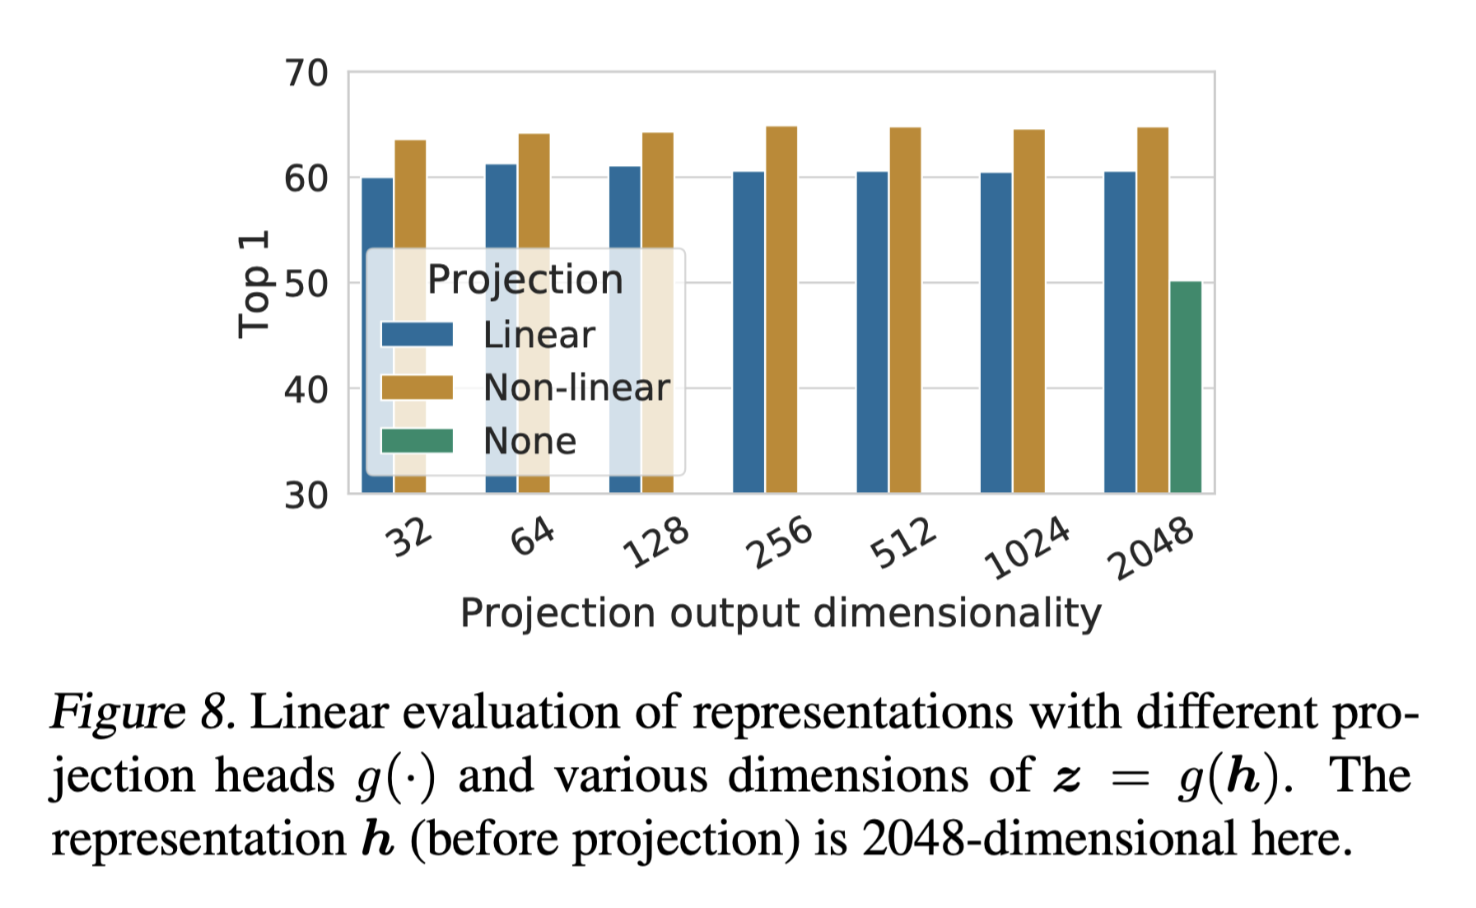 70
60
50
40
30
Top 1
Projection
Linear
Non-linear
None
32 64 128 256 512 1024 2048
Projection output dimensionality
Figure 8. Linear evaluation of representations with different pro-
jection heads g(·) and various dimensions of z = g(h). The
representation h (before projection) is 2048-dimensional here.